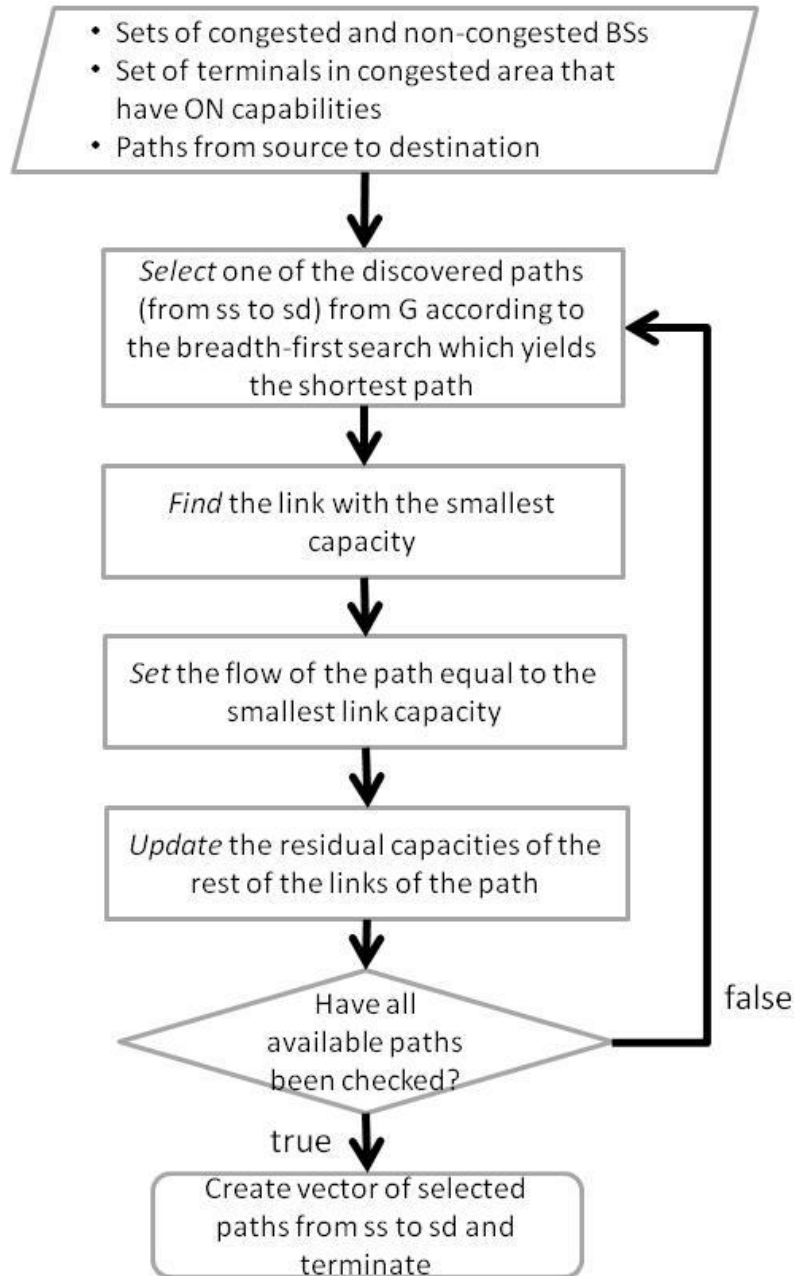 • Sets of congested and non-congested BSs
• Set of terminals in congested area that
have ON capabilities
• Paths from source to destination
Select one of the discovered paths
(from ss to sd) from G according to
the breadth-first search which yields
the shortest path
Find the link with the smallest
capacity
Set the flow of the path equal to the
smallest link capacity
Update the residual capacities of the
rest of the links of the path
false
Have all
available paths
been checked?
true
Create vector of selected
paths from ss to sd and
terminate